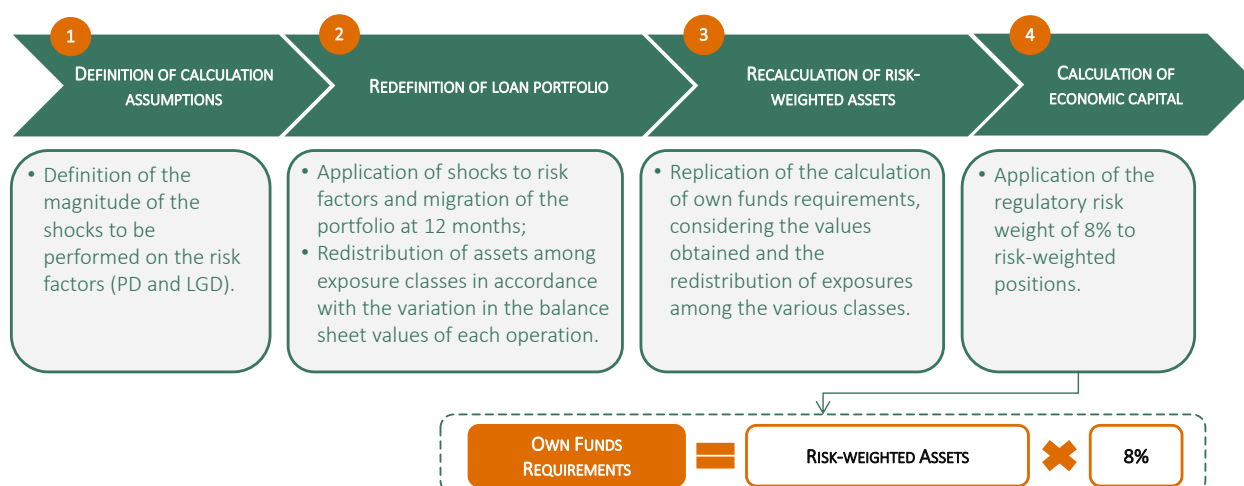 1
DEFINITION OF CALCULATION
ASSUMPTIONS
2
REDEFINITION OF LOAN PORTFOLIO
3
RECALCULATION OF RISK-
WEIGHTED ASSETS
4
CALCULATION OF
ECONOMIC CAPITAL
• Definition of the
magnitude of the
shocks to be
performed on the risk
factors (PD and LGD).
• Application of shocks to risk
factors and migration of the
portfolio at 12 months;
• Redistribution of assets among
exposure classes in accordance
with the variation in the balance
sheet values of each operation.
• Replication of the calculation
of own funds requirements,
considering the values
obtained and the
redistribution of exposures
among the various classes.
• Application of the
regulatory risk
weight of 8% to
risk-weighted
positions.
OWN FUNDS
REQUIREMENTS
=
RISK-WEIGHTED ASSETS
×
8%